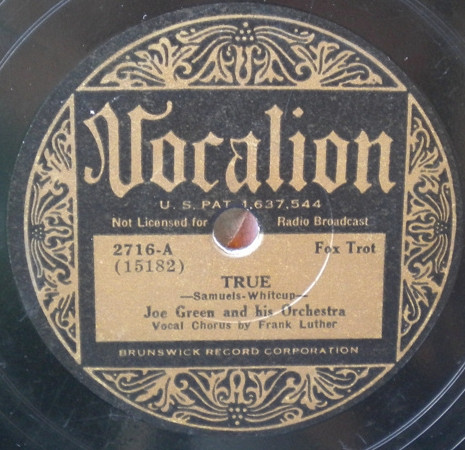 Vocalion
U. S. PAT. 1,637,544
Not Licensed for Radio Broadcast
2716-A Fox Trot
(15182)
TRUE
—Samuels-Whitcup—
Joe Green and his Orchestra
Vocal Chorus by Frank Luther
BRUNSWICK RECORD CORPORATION